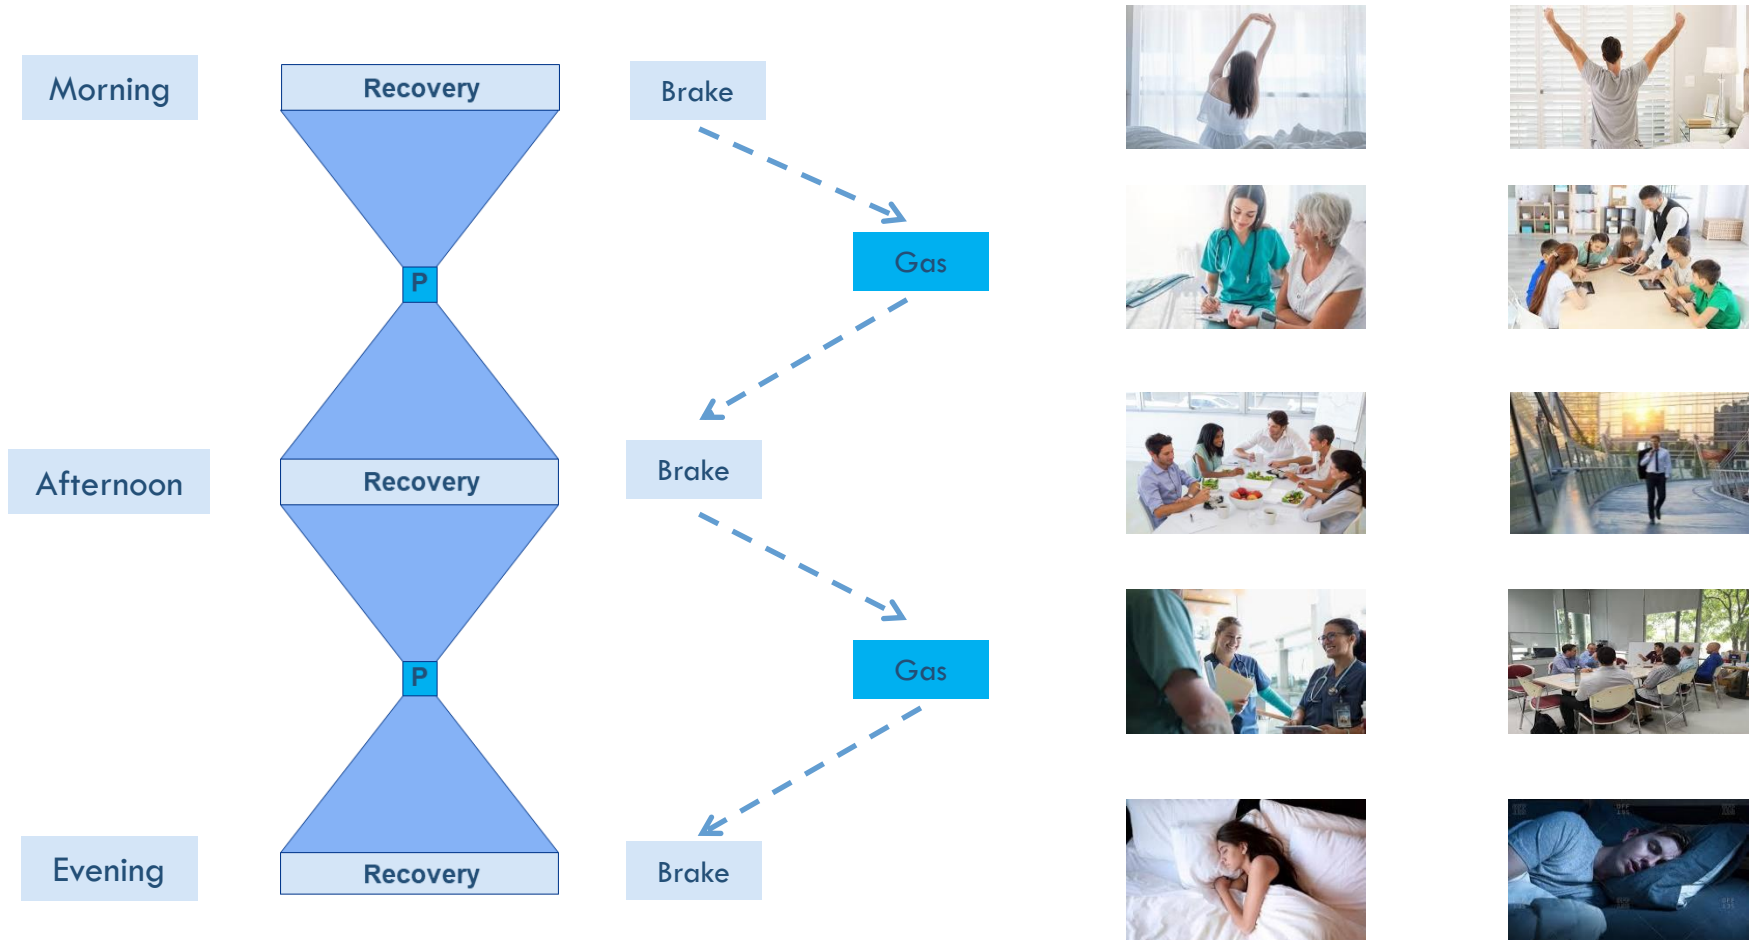 Morning
Recovery
Brake
Gas
P
Afternoon
Recovery
Brake
Gas
P
Evening
Recovery
Brake